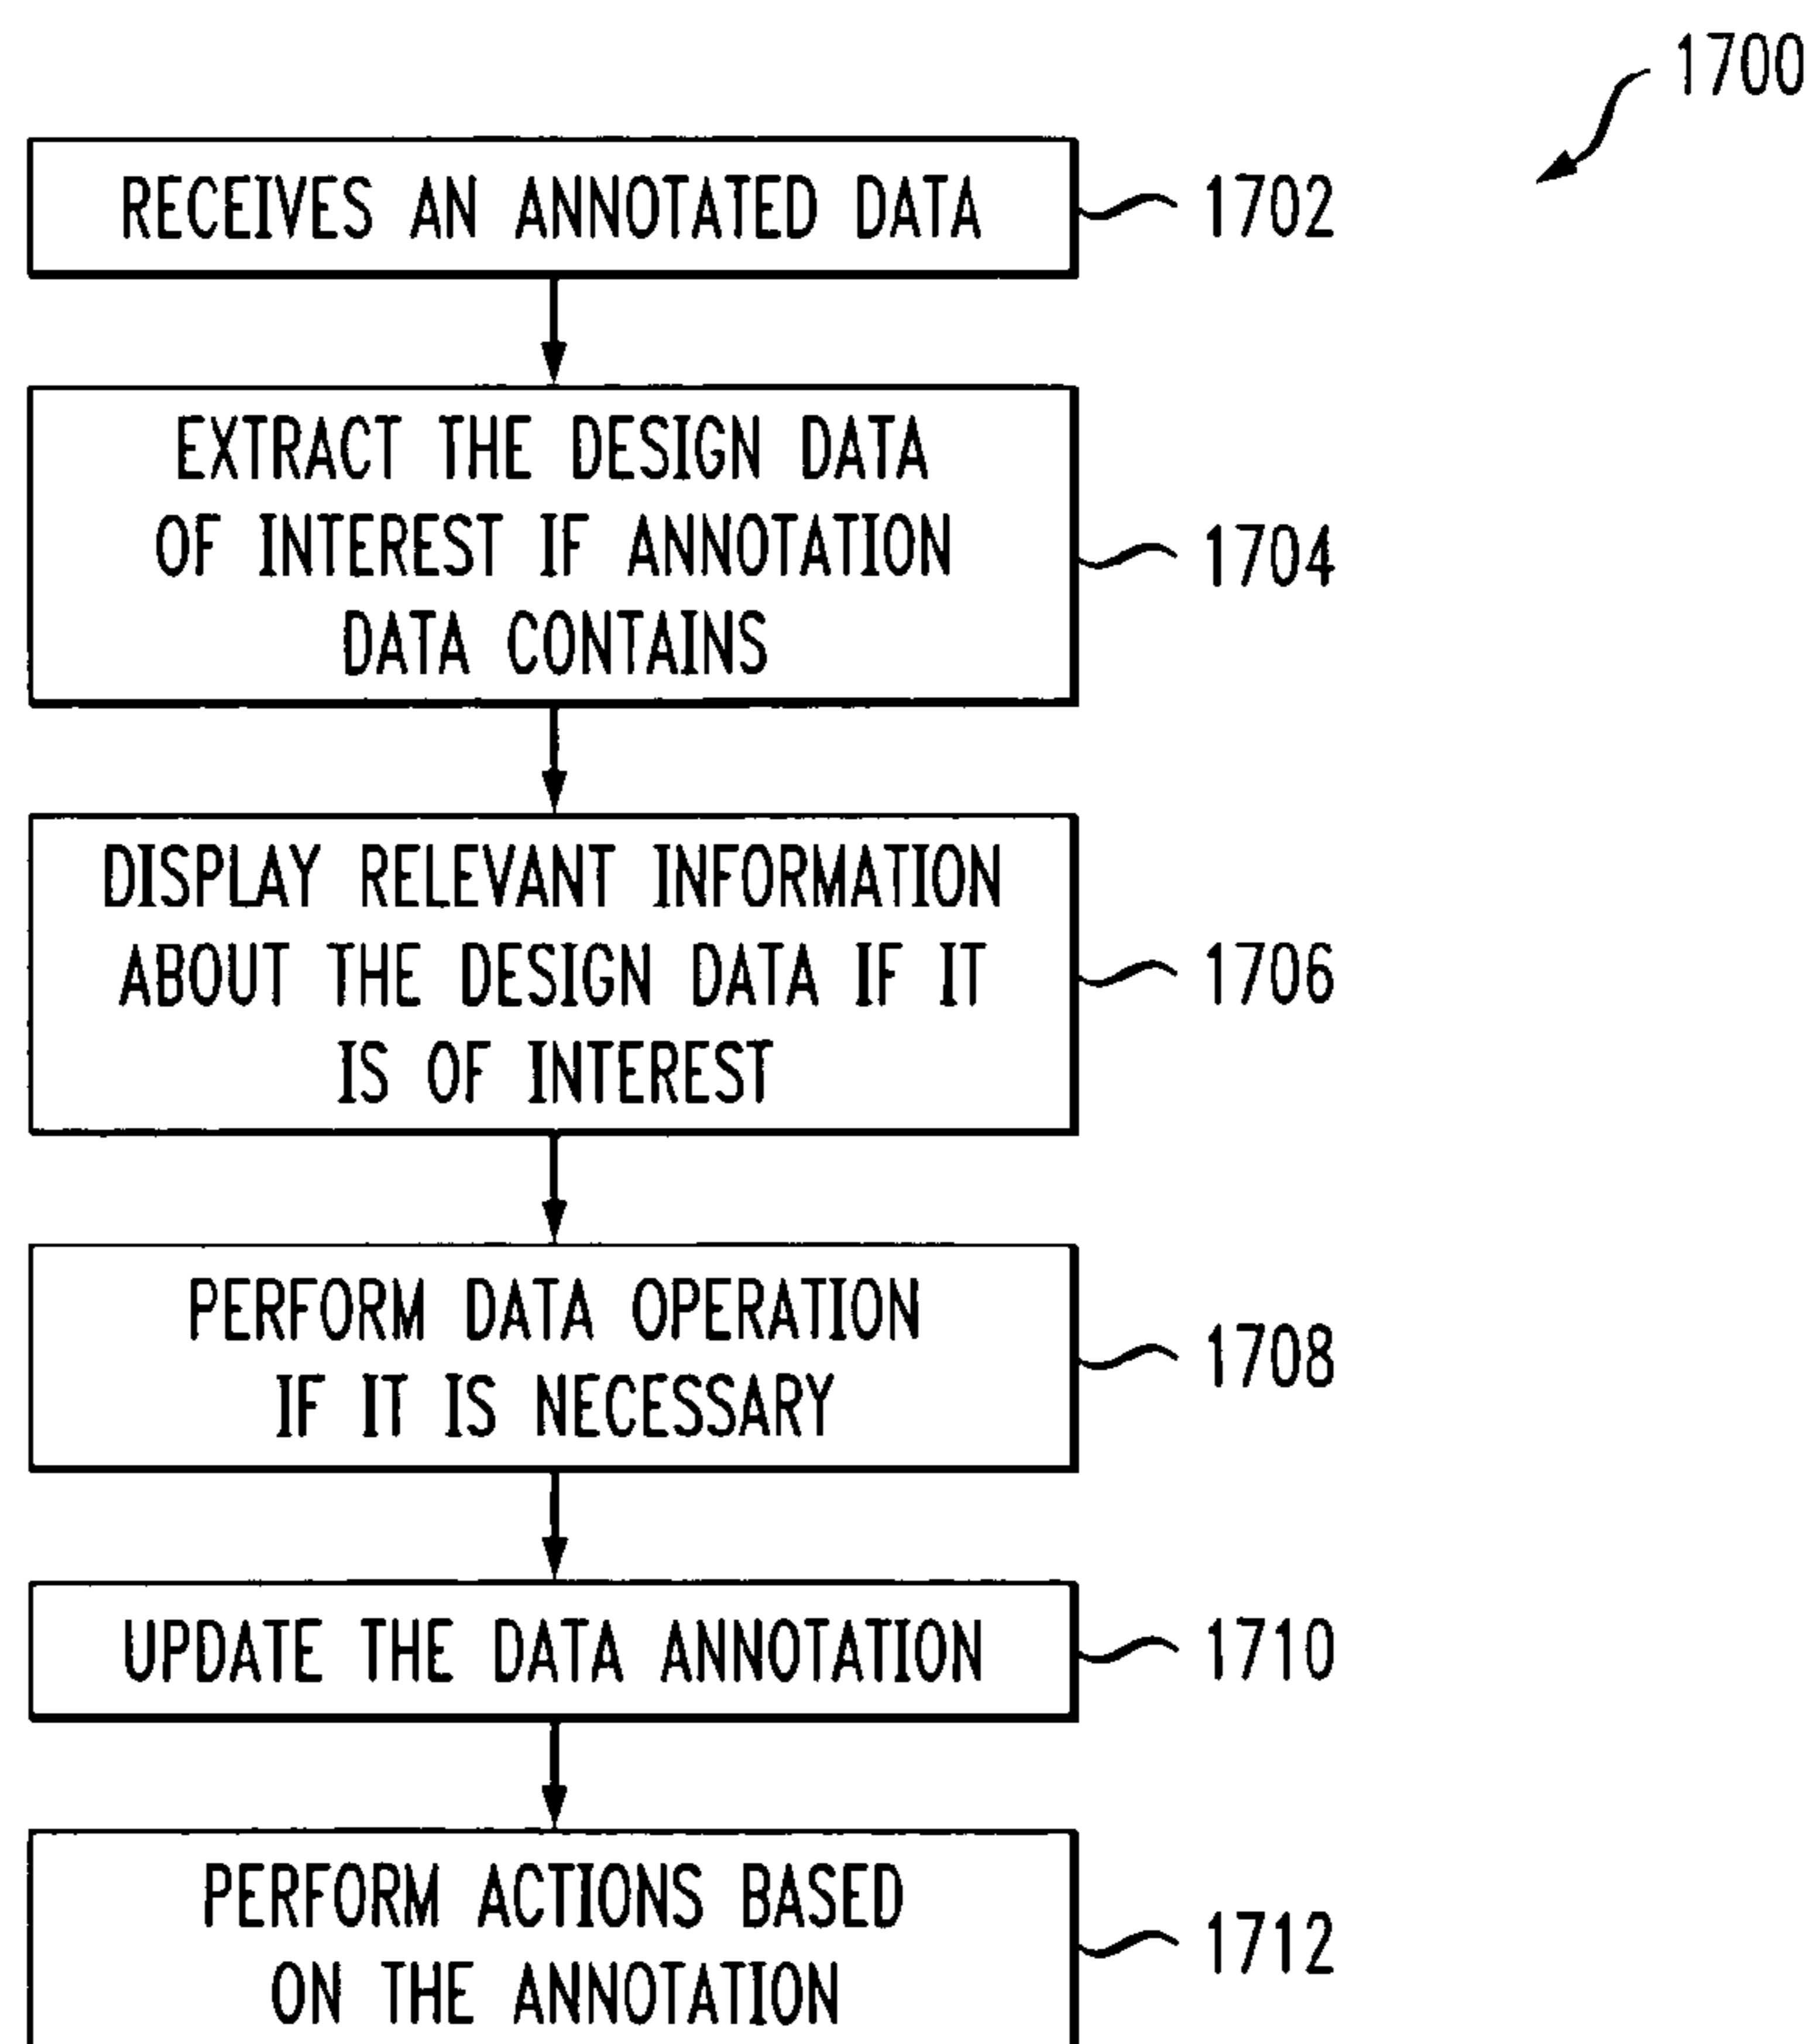 1700
RECEIVES AN ANNOTATED DATA
1702
EXTRACT THE DESIGN DATA
OF INTEREST IF ANNOTATION
DATA CONTAINS
1704
DISPLAY RELEVANT INFORMATION
ABOUT THE DESIGN DATA IF IT
IS OF INTEREST
1706
PERFORM DATA OPERATION
IF IT IS NECESSARY
1708
UPDATE THE DATA ANNOTATION
1710
PERFORM ACTIONS BASED
ON THE ANNOTATION
1712